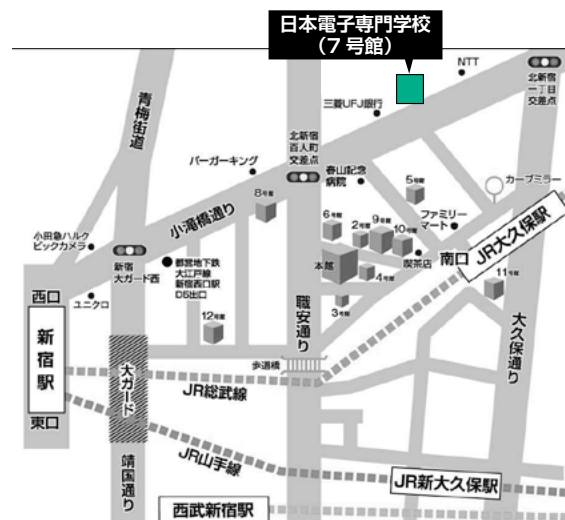 日本電子専門学校
（7号館）
NTT
北新宿
一丁目
交差点
三菱UFJ銀行
青梅街道
北新宿
百人町
交差点
バーガーキング
春山記念
病院
カーブミラー
5号館
8号館
小滝橋通り
ファミリー
マート
JR大久保駅
南口
6号館
2号館
9号館
10号館
喫茶店
本館
4号館
3号館
11号館
小田急ハルク
ビックカメラ
新宿
大ガード西
都営地下鉄
大江戸線
新宿西口駅
D5出口
西口
ユニクロ
12号館
新宿駅
職安通り
大久保通り
歩道橋
大ガード
JR総武線
東口
JR山手線
靖国通り
JR新大久保駅
西武新宿駅